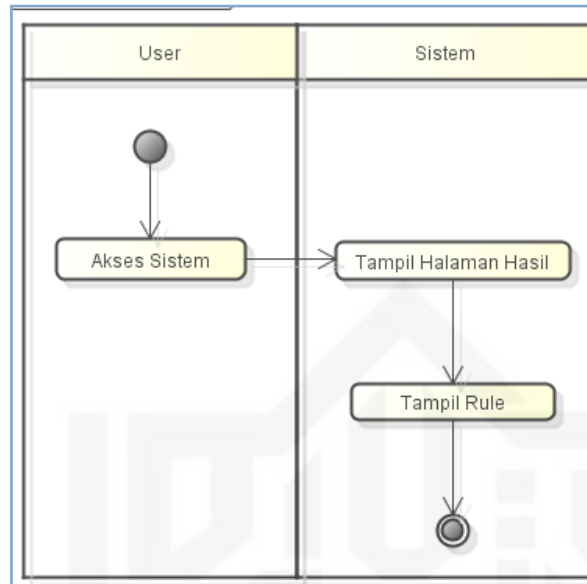 User
Sistem
Akses Sistem
Tampil Halaman Hasil
Tampil Rule